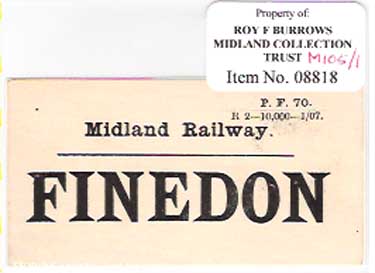 Property of:
ROY F BURROWS
MIDLAND COLLECTION
TRUST M105/1
Item No. 08818
P. F. 70.
R 2—10,000—1/07.
Midland Railway.
FINEDON